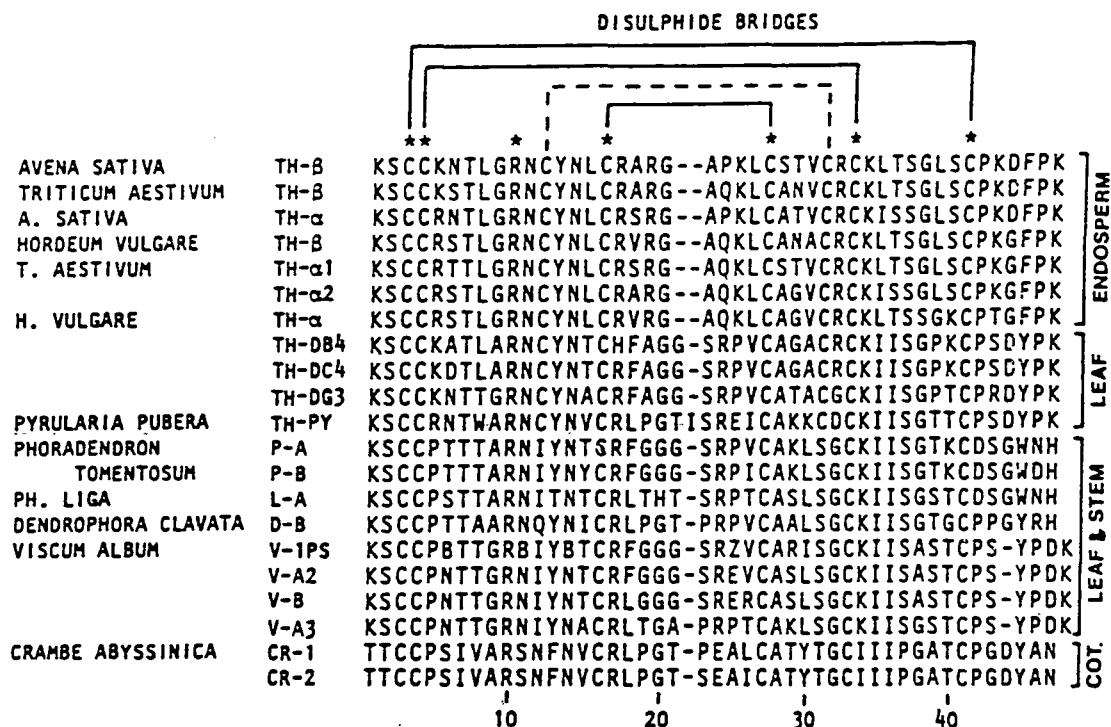 DISULPHIDE BRIDGES
* * * * * * *
AVENA SATIVA TH-β KSCCKNTLGRNCYNLCRARG--APKLCSTVCRCKLTSGLSCPKDFPK
TRITICUM AESTIVUM TH-β KSCCKSTLGRNCYNLCRARG--AQKLCANVCRCKLTSGLSCPKDFPK
A. SATIVA TH-α KSCCRNTLGRNCYNLCRSRG--APKLCATVCRCKISSGLSCPKDFPK
HORDEUM VULGARE TH-β KSCCRSTLGRNCYNLCRVRG--AQKLCANACRCKLTSGLSCPKGFPK
T. AESTIVUM TH-α1 KSCCRTTLGRNCYNLCRSRG--AQKLCSTVCRCKLTSGLSCPKGFPK
TH-α2 KSCCRSTLGRNCYNLCRARG--AQKLCAGVCRCKISSGLSCPKGFPK
H. VULGARE TH-α KSCCRSTLGRNCYNLCRVRG--AQKLCAGVCRCKLTSSGKCPTGFPK
TH-DB4 KSCCKATLARNCYNTCHFAGG-SRPVCAGACRCKIISGPKCPSDYPK
TH-DC4 KSCCKDTLARNCYNTCRFAGG-SRPVCAGACRCKIISGPKCPSDYPK
TH-DG3 KSCCKNTTGRNCYNACRFAGG-SRPVCATACGCKIISGPTCPRDYPK
PYRULARIA PUBERA TH-PY KSCCRNTWARNCYNVCRLPGTISREICAKKCDCKIISGTTCPSDYPK
PHORADENDRON P-A KSCCPTTTARNIYNTCRFGGG-SRPVCAKLSGCKIISGTKCDSGWNH
TOMENTOSUM P-B KSCCPTTTARNIYNYCRFGGG-SRPICAKLSGCKIISGTKCDSGWDH
PH. LIGA L-A KSCCPSTTARNITNTCRLTHT-SRPTCASLSGCKIISGSTCDSGWNH
DENDROPHORA CLAVATA D-B KSCCPTTAARNQYNICRLPGT-PRPVCAALSGCKIISGTGCPPGYRH
VISCUM ALBUM V-1PS KSCCPBTTGRBIYBTCRFGGG-SRZVCARISGCKIISASTCPS-YPDK
V-A2 KSCCPNTTGRNIYNTCRFGGG-SREVCASLSGCKIISASTCPS-YPDK
V-B KSCCPNTTGRNIYNTCRLGGG-SRERCASLSGCKIISASTCPS-YPDK
V-A3 KSCCPNTTGRNIYNACRLTGA-PRPTCAKLSGCKIISGSTCPS-YPDK
CRAMBE ABYSSINICA CR-1 TTCCPSIVARSNFNVCRLPGT-PEALCATYTGCIIIPGATCPGDYAN
CR-2 TTCCPSIVARSNFNVCRLPGT-SEAICATYTGCIIIPGATCPGDYAN
10 20 30 40
ENDOSPERM
LEAF
LEAF & STEM
COT.